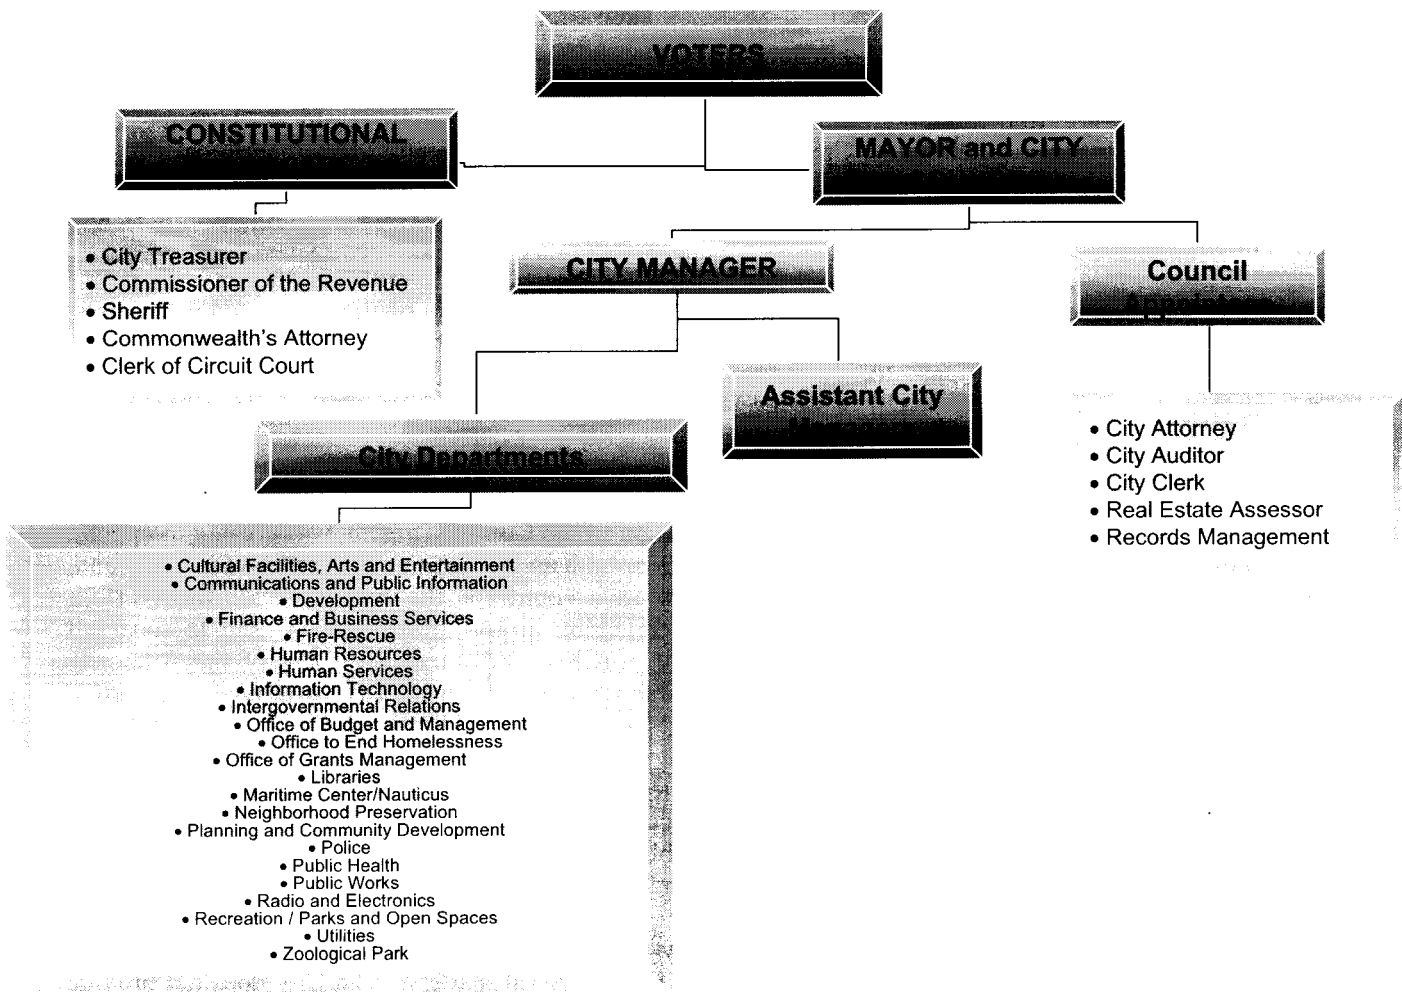 VOTERS
CONSTITUTIONAL
MAYOR and CITY
• City Treasurer
• Commissioner of the Revenue
• Sheriff
• Commonwealth's Attorney
• Clerk of Circuit Court
CITY MANAGER
Council
Appointees
Assistant City
Managers
City Departments
• City Attorney
• City Auditor
• City Clerk
• Real Estate Assessor
• Records Management
• Cultural Facilities, Arts and Entertainment
• Communications and Public Information
• Development
• Finance and Business Services
• Fire-Rescue
• Human Resources
• Human Services
• Information Technology
• Intergovernmental Relations
• Office of Budget and Management
• Office to End Homelessness
• Office of Grants Management
• Libraries
• Maritime Center/Nauticus
• Neighborhood Preservation
• Planning and Community Development
• Police
• Public Health
• Public Works
• Radio and Electronics
• Recreation / Parks and Open Spaces
• Utilities
• Zoological Park